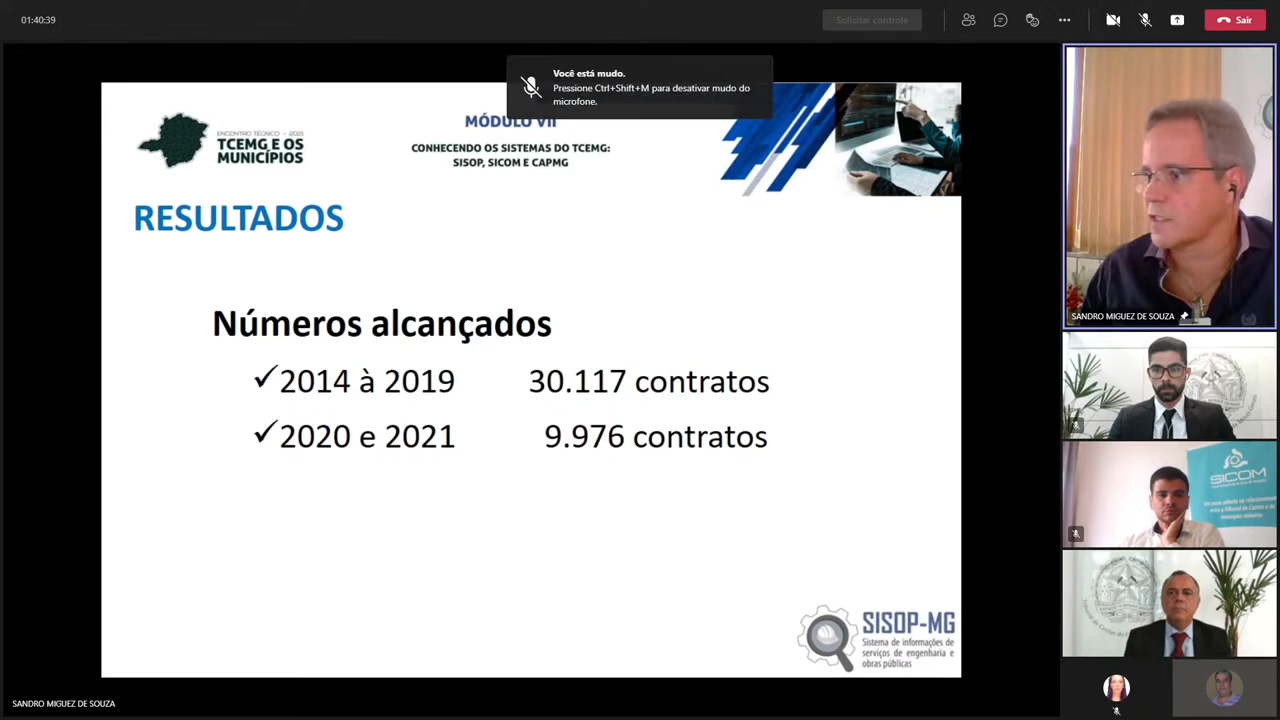 01:40:39
Solicitar controle
Sair
Você está mudo.
Pressione Ctrl+Shift+M para desativar mudo do
microfone.
ENCONTRO TÉCNICO - 2021
TCEMG E OS
MUNICÍPIOS
MÓDULO VII
CONHECENDO OS SISTEMAS DO TCEMG:
SISOP, SICOM E CAPMG
RESULTADOS
Números alcançados
✓2014 à 2019 30.117 contratos
✓2020 e 2021 9.976 contratos
SISOP-MG
Sistema de informações de
serviços de engenharia e
obras públicas
SANDRO MIGUEZ DE SOUZA
SICOM
SANDRO MIGUEZ DE SOUZA